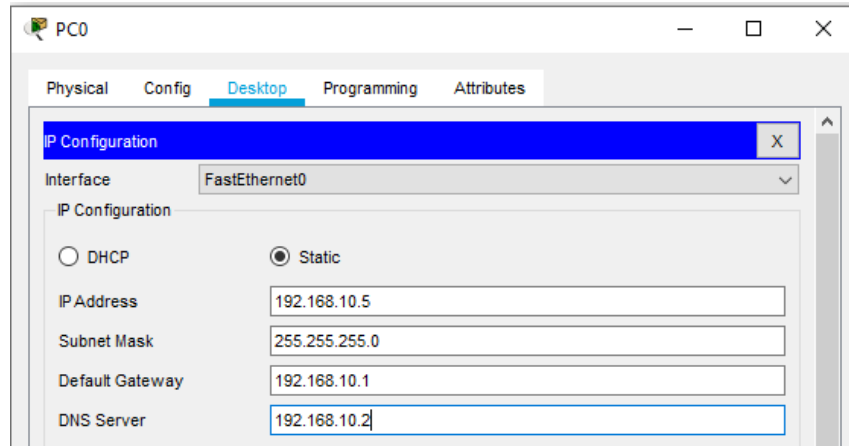 PC0
Physical Config Desktop Programming Attributes
IP Configuration X
Interface FastEthernet0
IP Configuration
DHCP Static
IP Address 192.168.10.5
Subnet Mask 255.255.255.0
Default Gateway 192.168.10.1
DNS Server 192.168.10.2